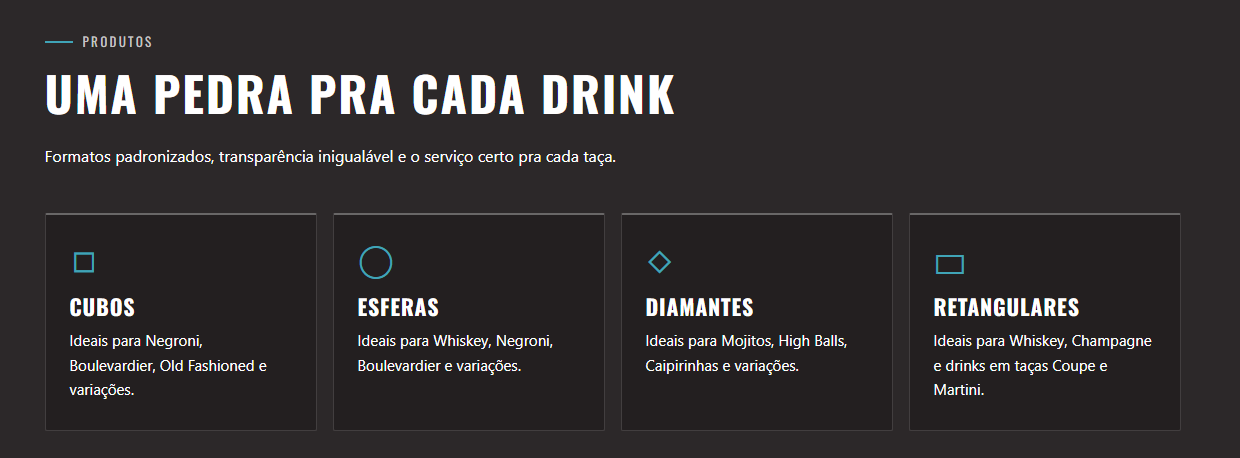 PRODUTOS
UMA PEDRA PRA CADA DRINK
Formatos padronizados, transparência inigualável e o serviço certo pra cada taça.
CUBOS
Ideais para Negroni,
Boulevardier, Old Fashioned e
variações.
ESFERAS
Ideais para Whiskey, Negroni,
Boulevardier e variações.
DIAMANTES
Ideais para Mojitos, High Balls,
Caipirinhas e variações.
RETANGULARES
Ideais para Whiskey, Champagne
e drinks em taças Coupe e
Martini.